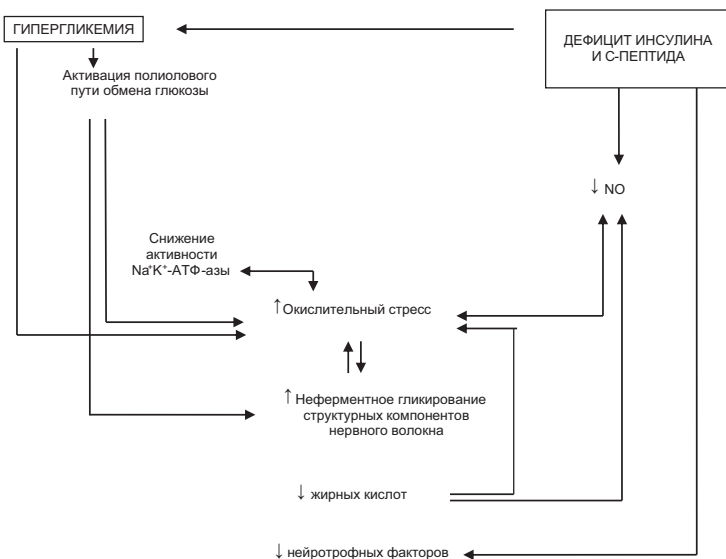 ГИПЕРГЛИКЕМИЯ
ДЕФИЦИТ ИНСУЛИНА
И С-ПЕПТИДА
Активация полиолового
пути обмена глюкозы
↓ NO
Снижение
активности
Na⁺K⁺-АТФ-азы
↑Окислительный стресс
↑ Неферментное гликирование
структурных компонентов
нервного волокна
↓ жирных кислот
↓ нейротрофных факторов